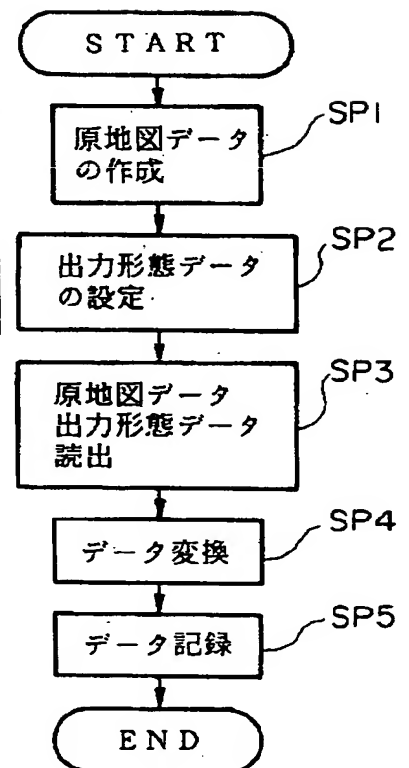 START
SP1
原地図データ
の作成
SP2
出力形態データ
の設定
SP3
原地図データ
出力形態データ
読出
SP4
データ変換
SP5
データ記録
END